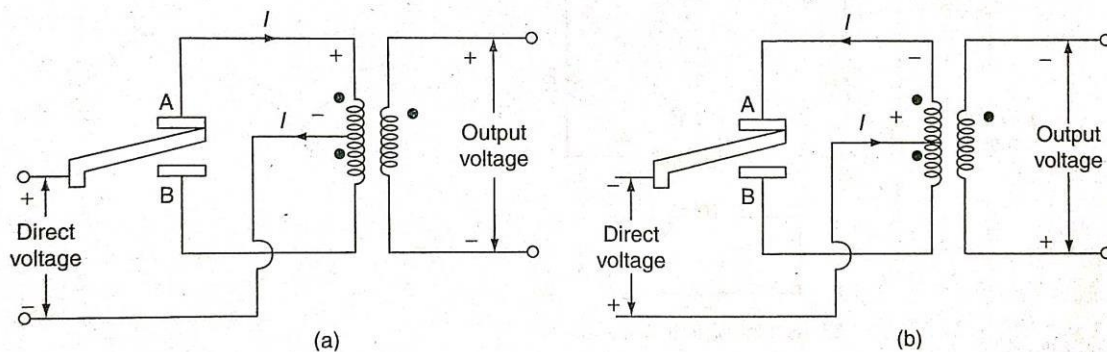 I
+
+
A
I
−
Output
voltage
B
+
Direct
voltage
−
−
(a)
I
−
−
A
I
+
Output
voltage
B
−
Direct
voltage
+
+
(b)